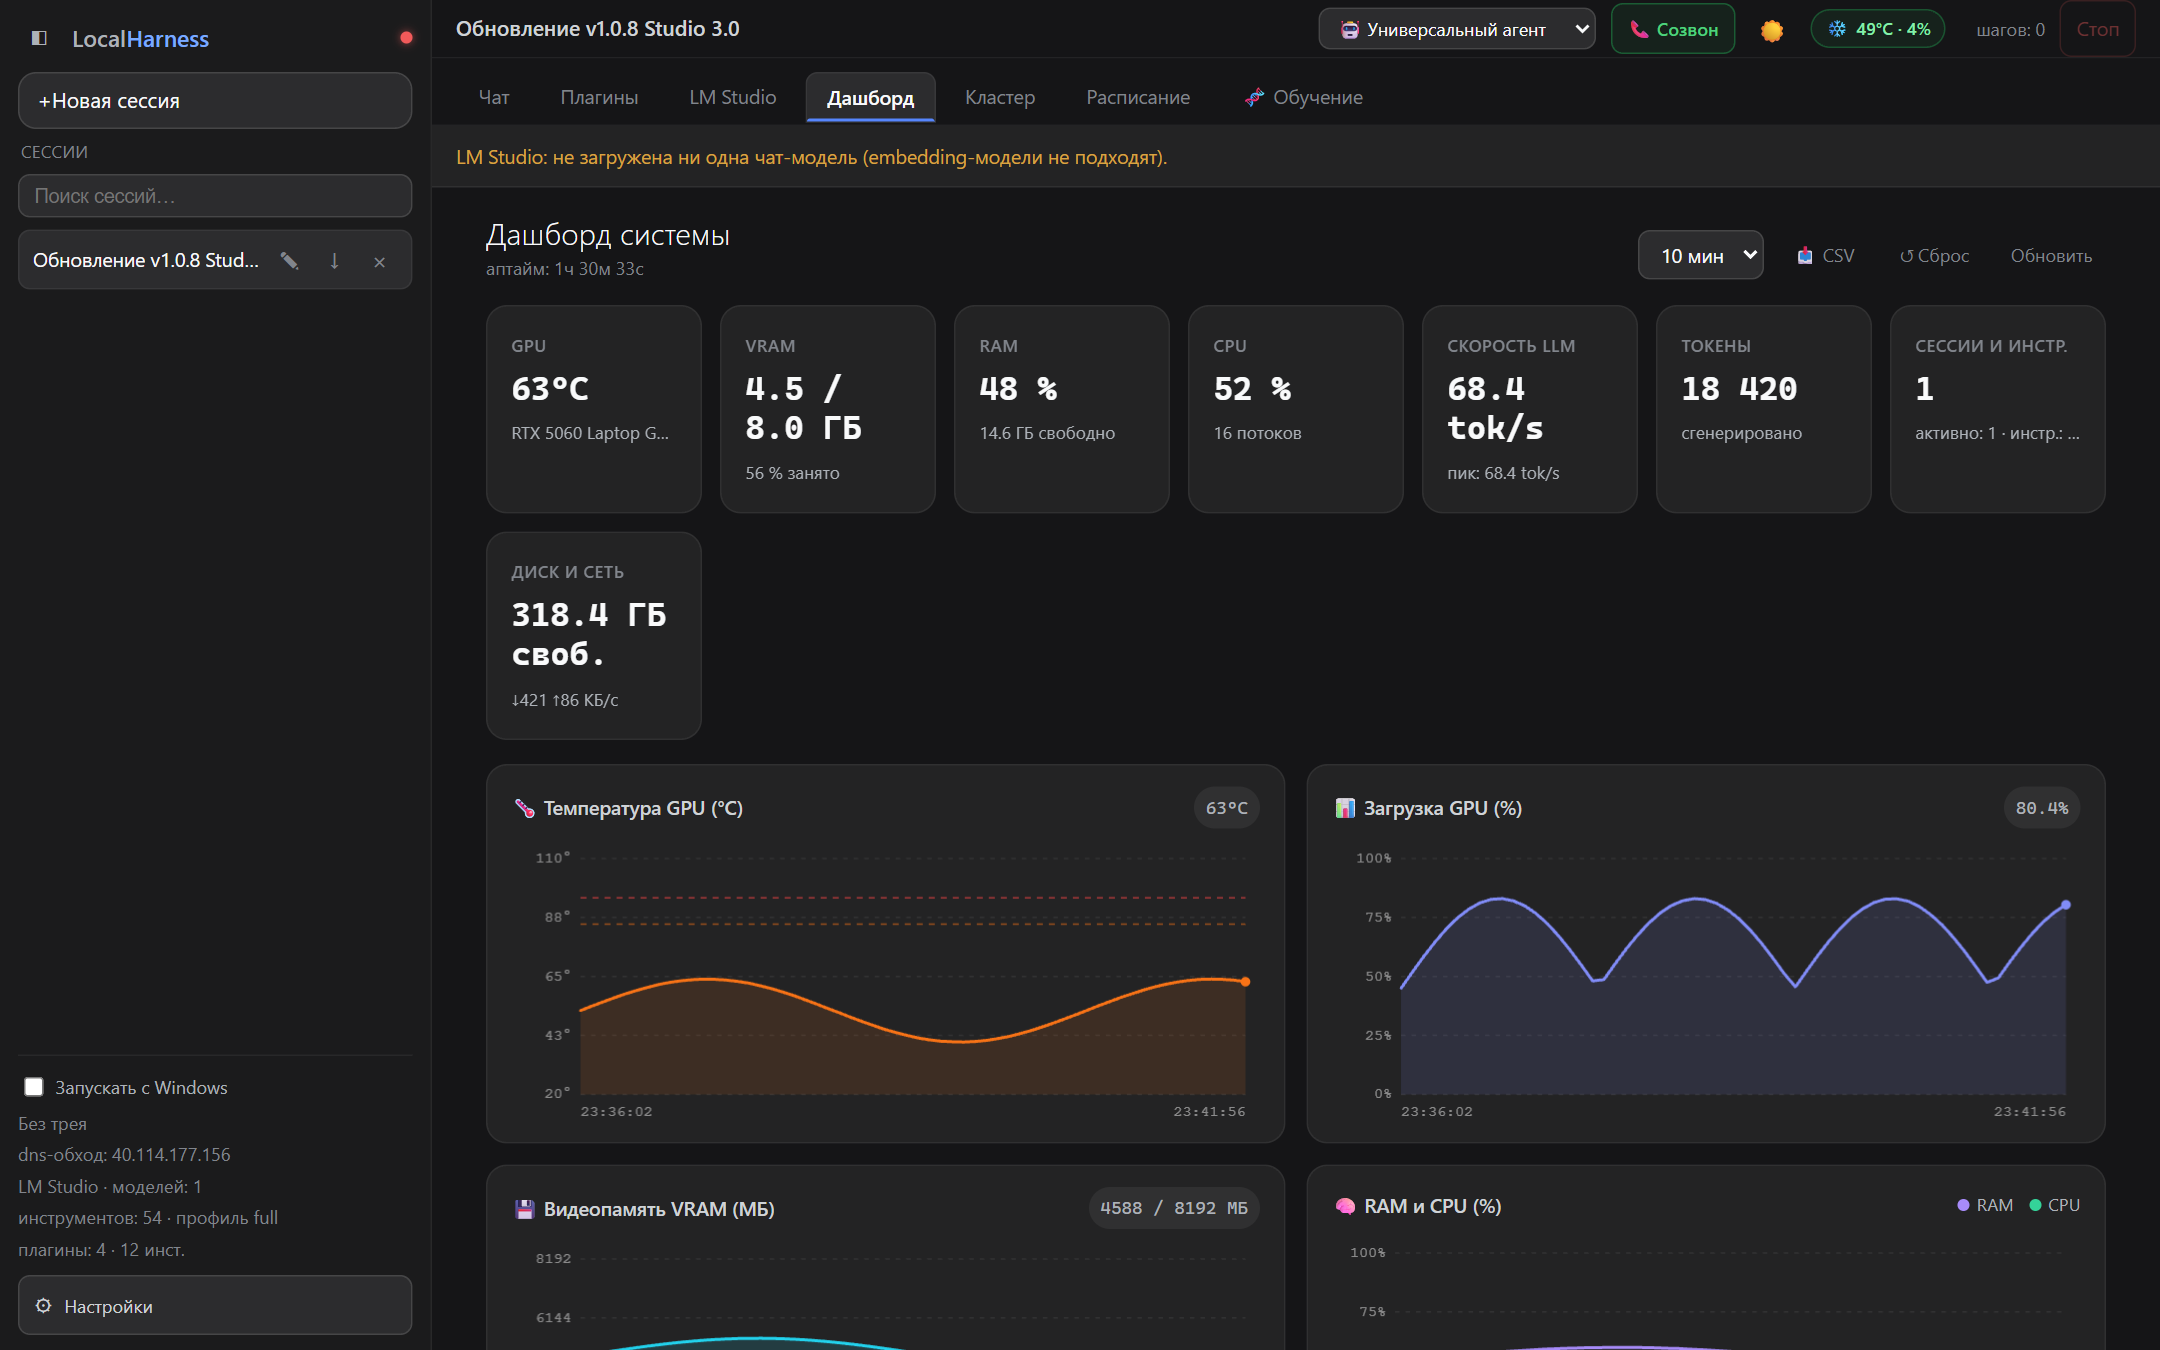 LocalHarness
+Новая сессия
СЕССИИ
Поиск сессий…
Обновление v1.0.8 Stud...
Запускать с Windows
Без трея
dns-обход: 40.114.177.156
LM Studio · моделей: 1
инструментов: 54 · профиль full
плагины: 4 · 12 инст.
Настройки
Обновление v1.0.8 Studio 3.0
Универсальный агент
Созвон
49°C · 4%
шагов: 0
Стоп
Чат
Плагины
LM Studio
Дашборд
Кластер
Расписание
Обучение
LM Studio: не загружена ни одна чат-модель (embedding-модели не подходят).
Дашборд системы
аптайм: 1ч 30м 33с
10 мин
CSV
↺ Сброс
Обновить
GPU
63°C
RTX 5060 Laptop G...
VRAM
4.5 /
8.0 ГБ
56 % занято
RAM
48 %
14.6 ГБ свободно
CPU
52 %
16 потоков
СКОРОСТЬ LLM
68.4
tok/s
пик: 68.4 tok/s
ТОКЕНЫ
18 420
сгенерировано
СЕССИИ И ИНСТР.
1
активно: 1 · инстр.: ...
ДИСК И СЕТЬ
318.4 ГБ
своб.
↓421 ↑86 КБ/с
Температура GPU (°C)
63°C
110°
88°
65°
43°
20°
23:36:02
23:41:56
Загрузка GPU (%)
80.4%
100%
75%
50%
25%
0%
23:36:02
23:41:56
Видеопамять VRAM (МБ)
4588 / 8192 МБ
8192
6144
RAM и CPU (%)
RAM
CPU
100%
75%